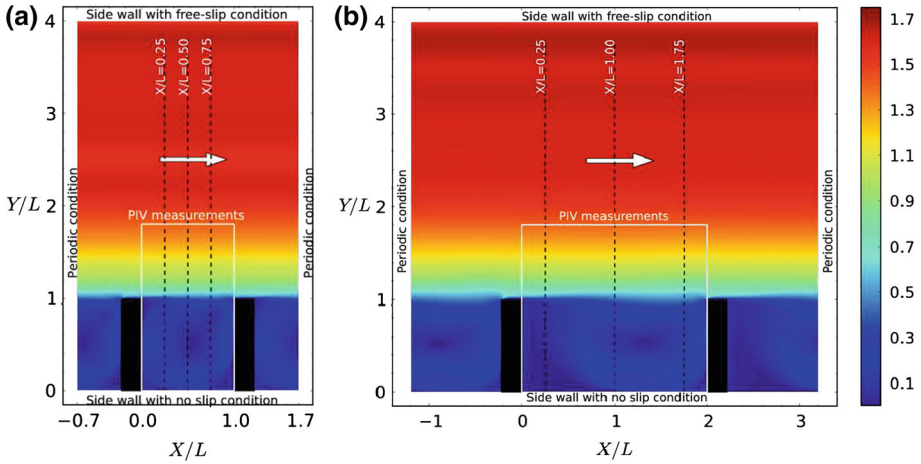 (a)
Side wall with free-slip condition
4
3
2
1
0
Y/L
Periodic condition
X/L=0.25
X/L=0.50
X/L=0.75
PIV measurements
Periodic condition
Side wall with no slip condition
−0.7
0.0
1.0
1.7
X/L
(b)
Side wall with free-slip condition
4
3
2
1
0
Y/L
Periodic condition
X/L=0.25
X/L=1.00
X/L=1.75
PIV measurements
Periodic condition
Side wall with no slip condition
−1
0
1
2
3
X/L
1.7
1.5
1.3
1.1
0.9
0.7
0.5
0.3
0.1